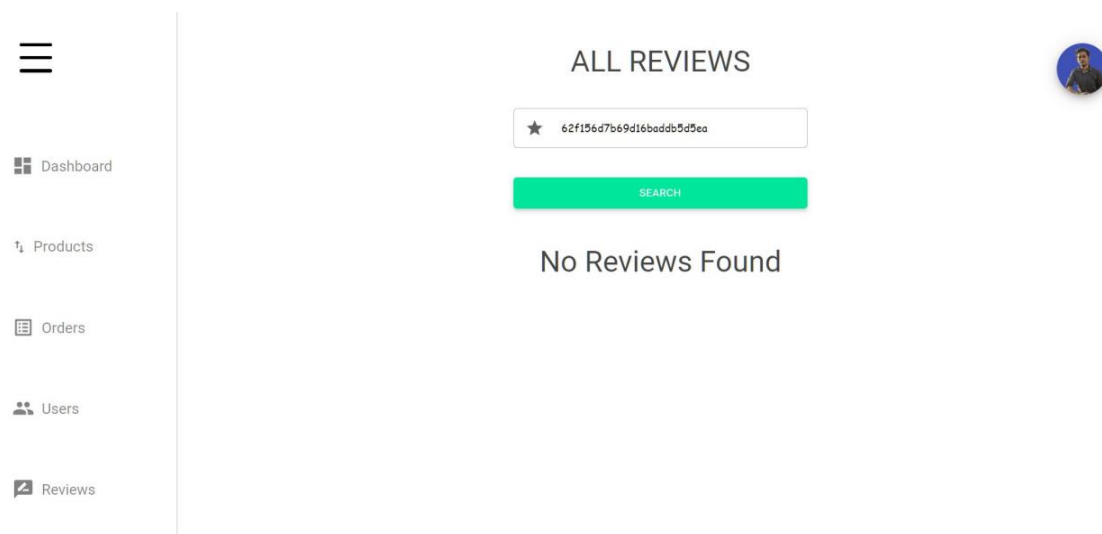 ALL REVIEWS
62f156d7b69d16baddb5d5ea
SEARCH
No Reviews Found
Dashboard
Products
Orders
Users
Reviews